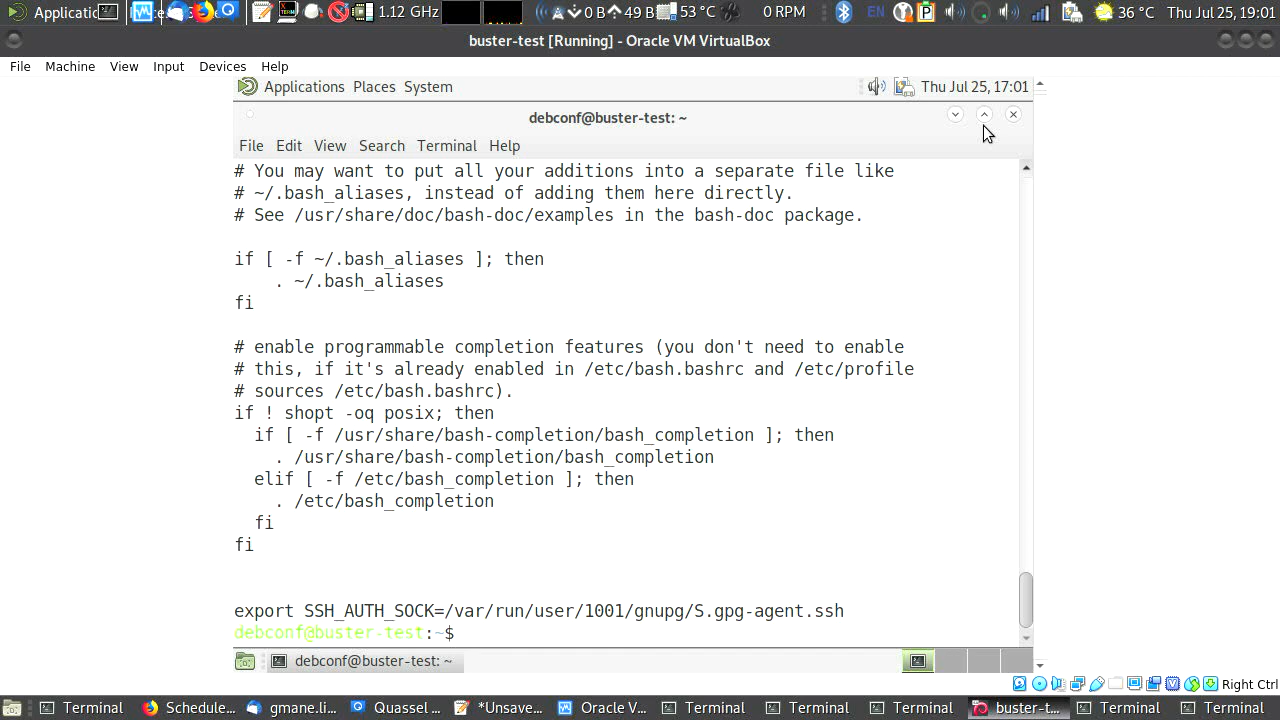 Applicati
1.12 GHz
0 B
49 B
53 °C
0 RPM
EN
36 °C
Thu Jul 25, 19:01
buster-test [Running] - Oracle VM VirtualBox
File Machine View Input Devices Help
Applications Places System
Thu Jul 25, 17:01
debconf@buster-test: ~
File Edit View Search Terminal Help
# You may want to put all your additions into a separate file like
# ~/.bash_aliases, instead of adding them here directly.
# See /usr/share/doc/bash-doc/examples in the bash-doc package.
if [ -f ~/.bash_aliases ]; then
    . ~/.bash_aliases
fi
# enable programmable completion features (you don't need to enable
# this, if it's already enabled in /etc/bash.bashrc and /etc/profile
# sources /etc/bash.bashrc).
if ! shopt -oq posix; then
  if [ -f /usr/share/bash-completion/bash_completion ]; then
    . /usr/share/bash-completion/bash_completion
  elif [ -f /etc/bash_completion ]; then
    . /etc/bash_completion
  fi
fi
export SSH_AUTH_SOCK=/var/run/user/1001/gnupg/S.gpg-agent.ssh
debconf@buster-test:~$
debconf@buster-test: ~
Right Ctrl
Terminal
Schedule...
gmane.li...
Quassel ...
*Unsave...
Oracle V...
Terminal
Terminal
Terminal
buster-t...
Terminal
Terminal